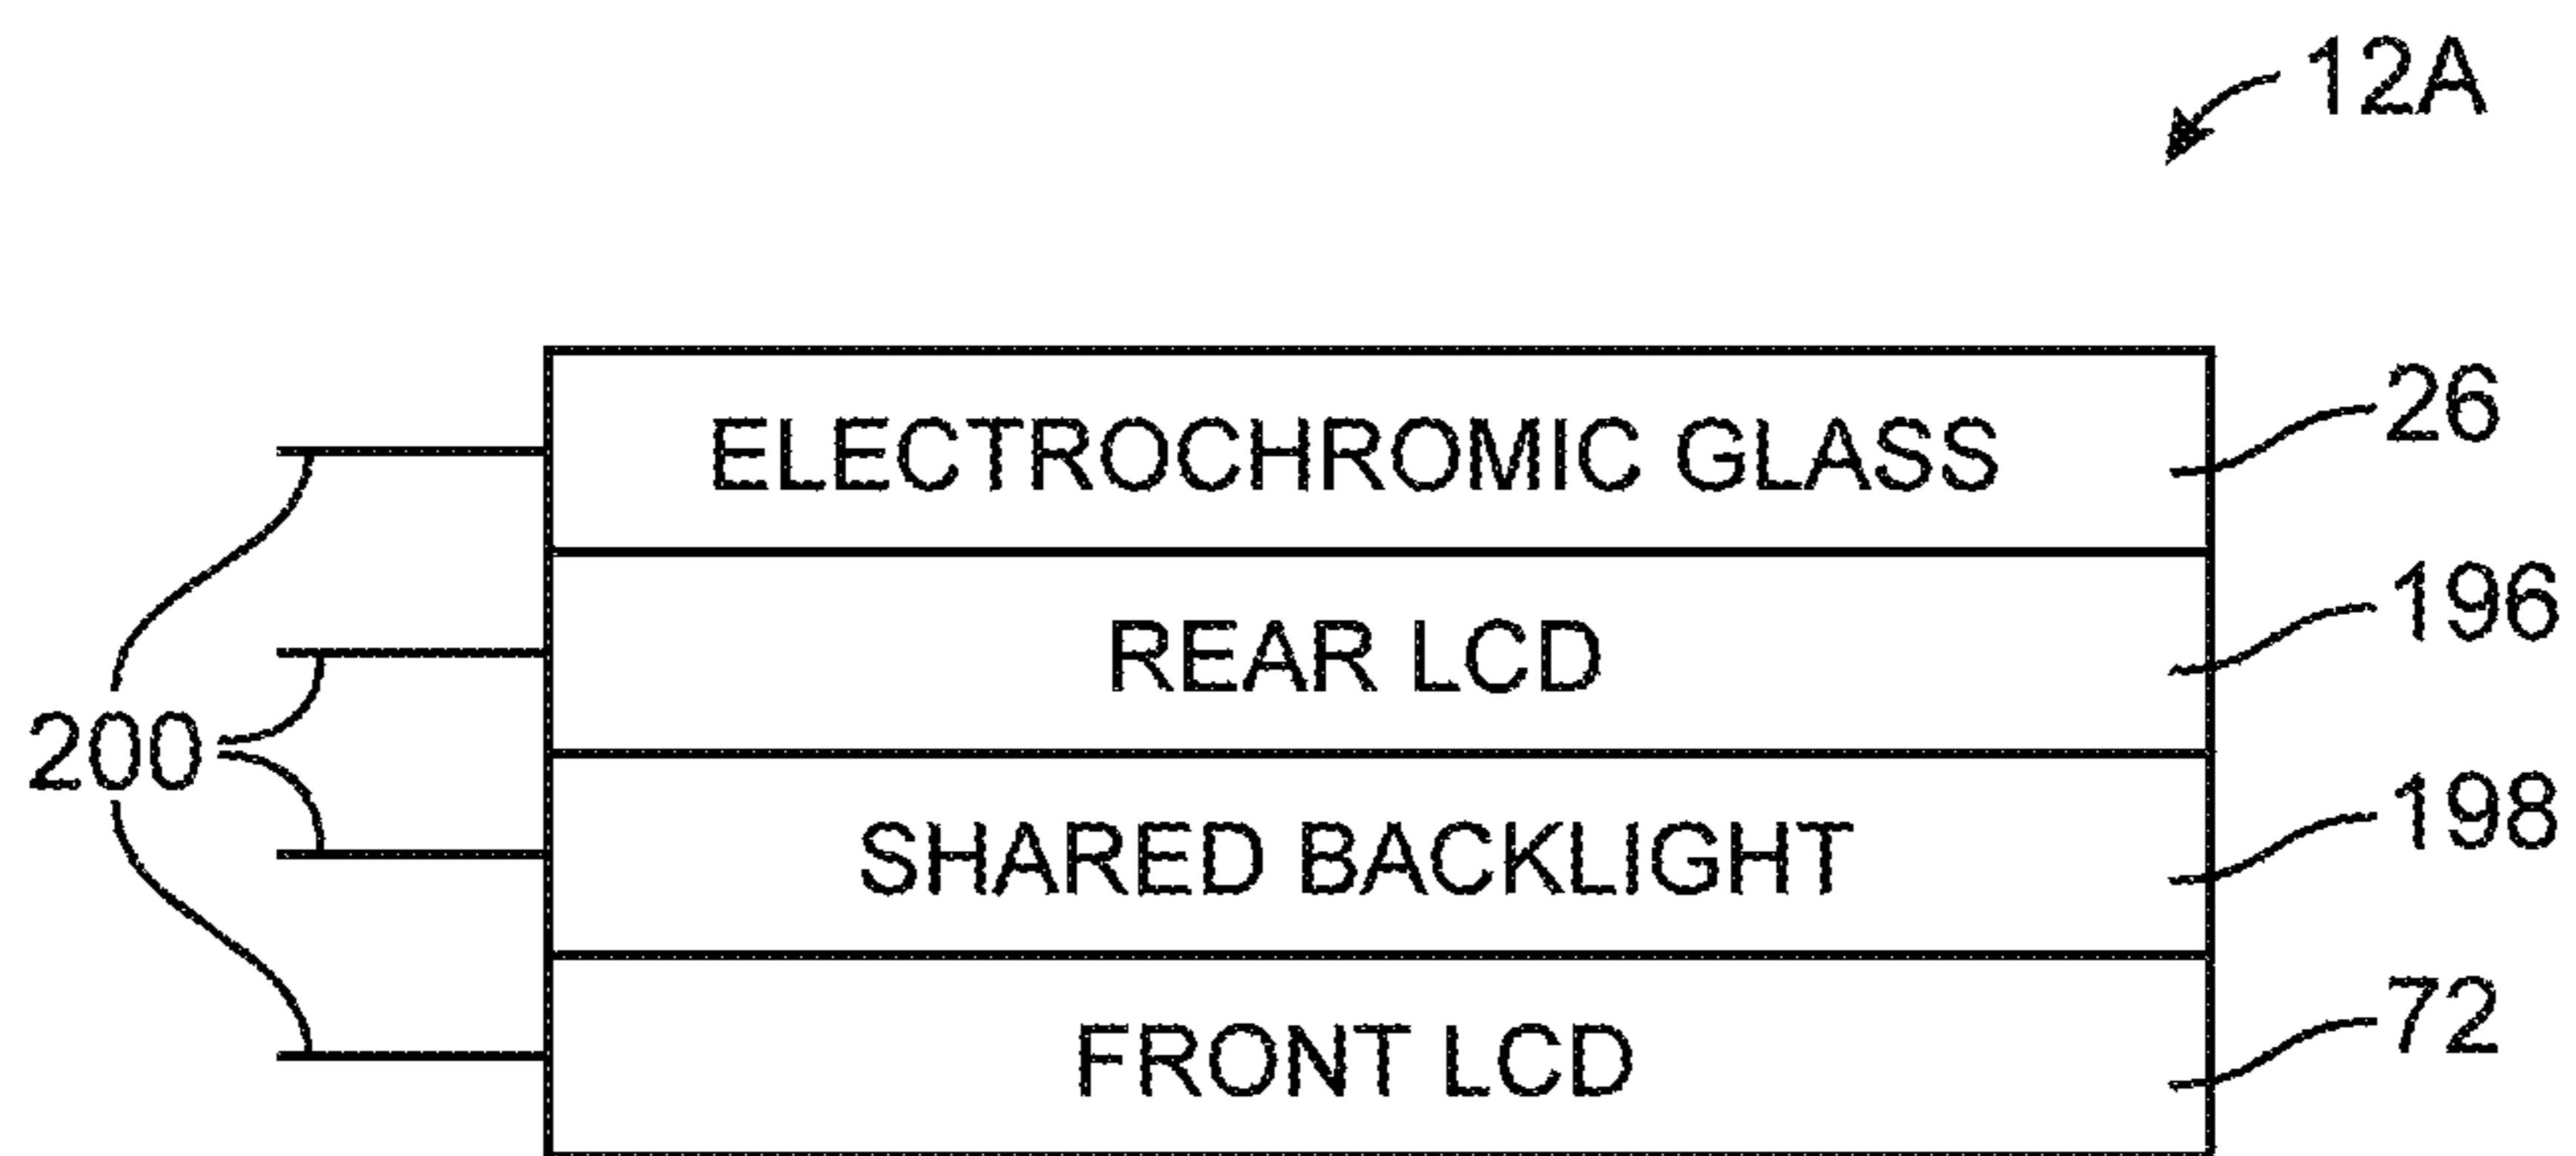 12A
ELECTROCHROMIC GLASS 26
REAR LCD 196
200
SHARED BACKLIGHT 198
FRONT LCD 72